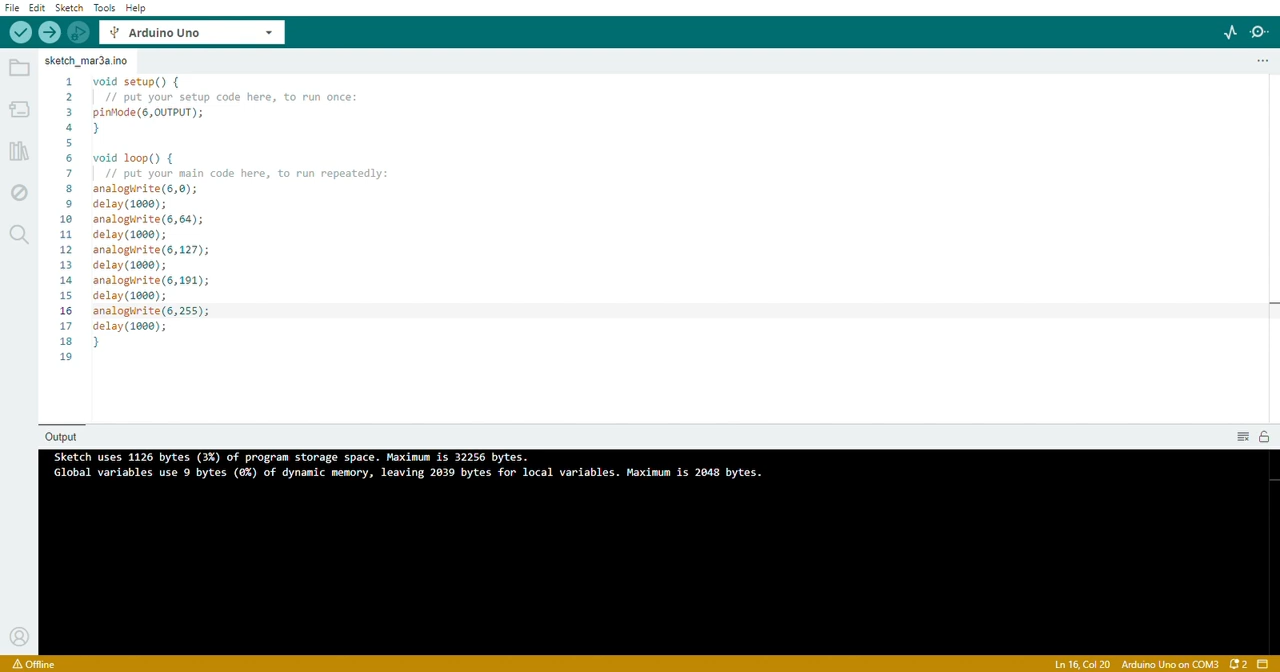 File Edit Sketch Tools Help
Arduino Uno
sketch_mar3a.ino
1 void setup() {
2 // put your setup code here, to run once:
3 pinMode(6,OUTPUT);
4 }
5
6 void loop() {
7 // put your main code here, to run repeatedly:
8 analogWrite(6,0);
9 delay(1000);
10 analogWrite(6,64);
11 delay(1000);
12 analogWrite(6,127);
13 delay(1000);
14 analogWrite(6,191);
15 delay(1000);
16 analogWrite(6,255);
17 delay(1000);
18 }
19
Output
Sketch uses 1126 bytes (3%) of program storage space. Maximum is 32256 bytes.
Global variables use 9 bytes (0%) of dynamic memory, leaving 2039 bytes for local variables. Maximum is 2048 bytes.
Offline Ln 16, Col 20 Arduino Uno on COM3 2